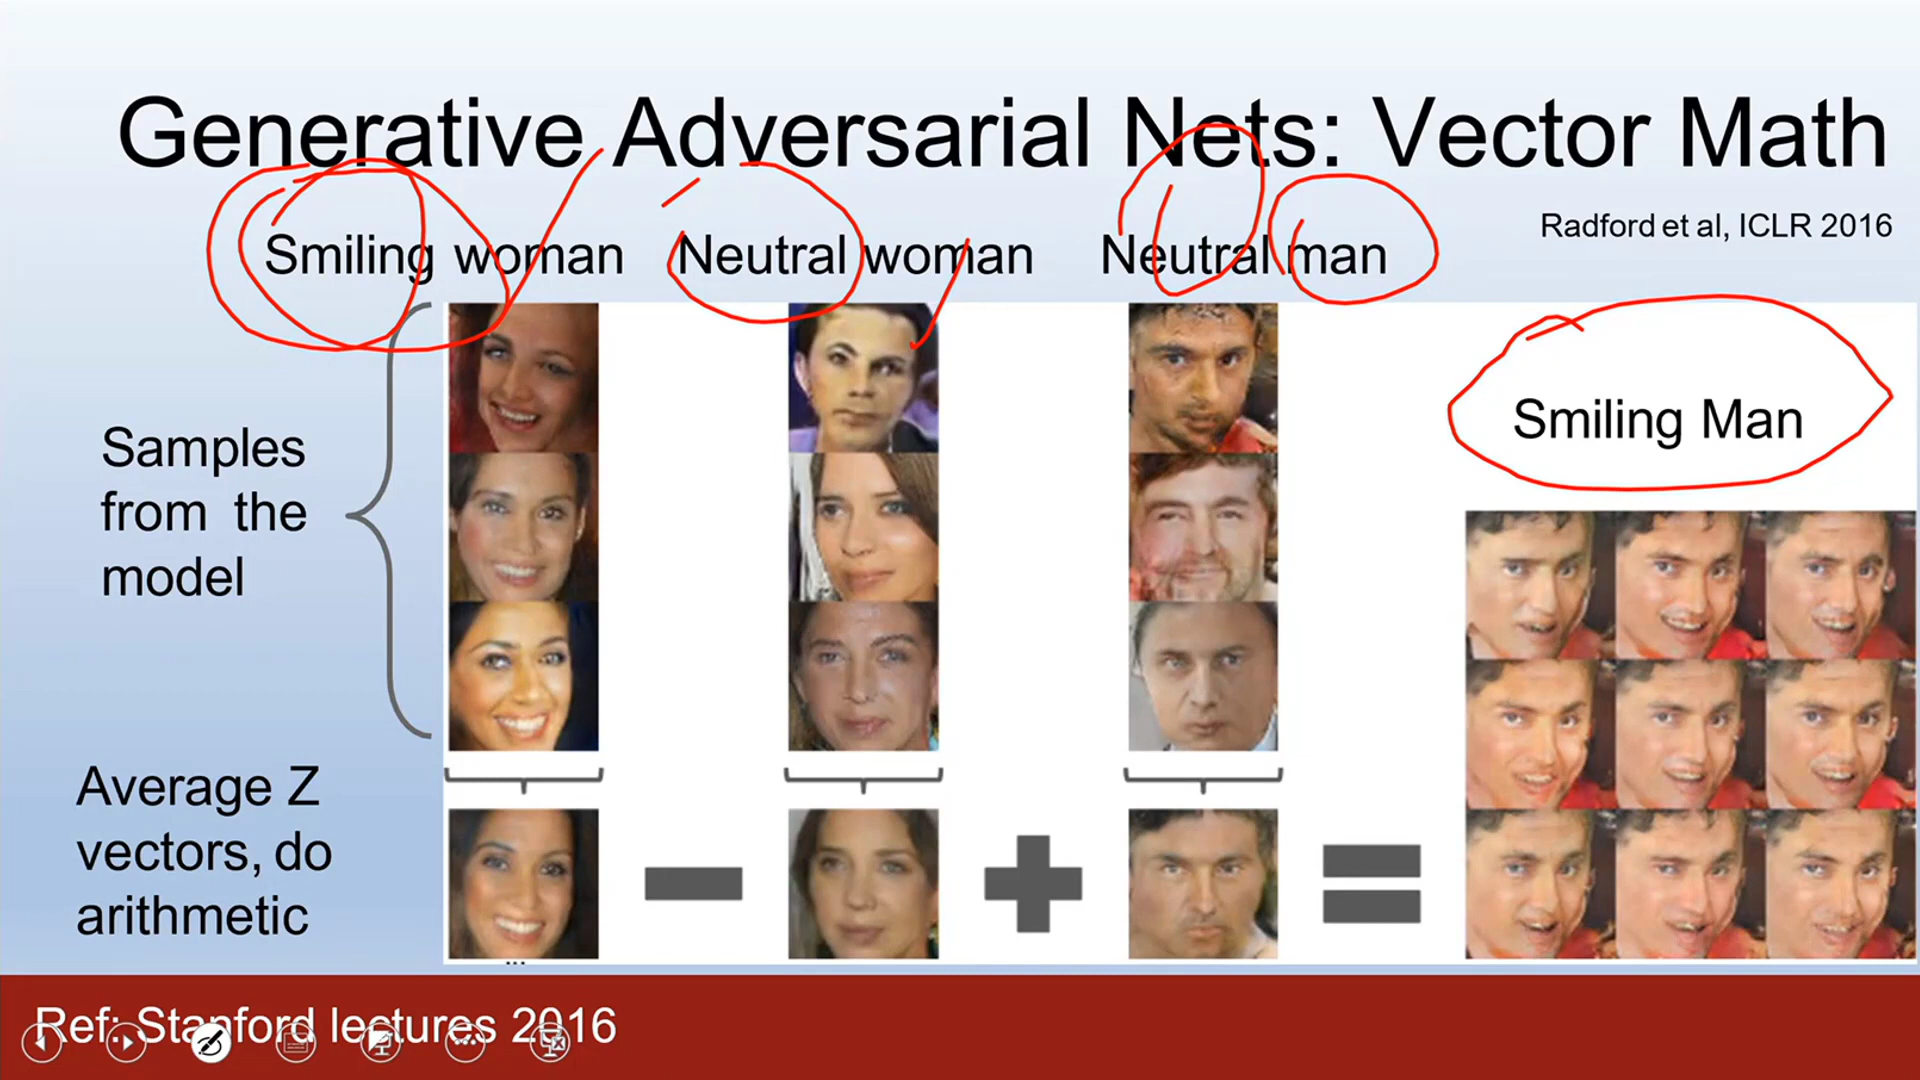 Generative Adversarial Nets: Vector Math
Radford et al, ICLR 2016
Smiling woman
Neutral woman
Neutral man
Smiling Man
Samples
from the
model
Average Z
vectors, do
arithmetic
Ref: Stanford lectures 2016